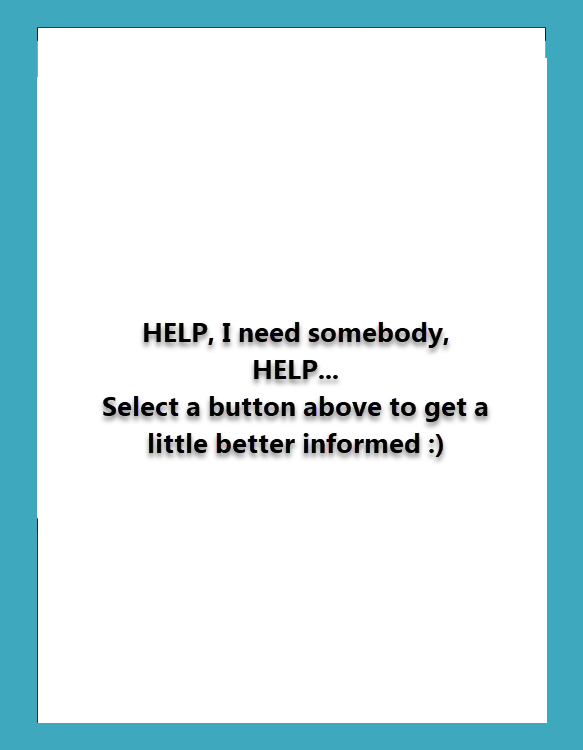 HELP, I need somebody,
HELP...
Select a button above to get a
little better informed :)